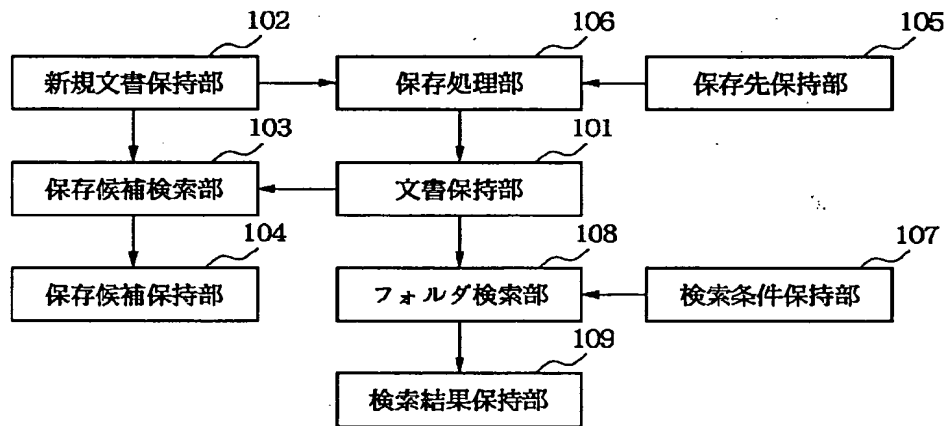 102
新規文書保持部
106
保存処理部
105
保存先保持部
103
保存候補検索部
101
文書保持部
104
保存候補保持部
108
フォルダ検索部
107
検索条件保持部
109
検索結果保持部